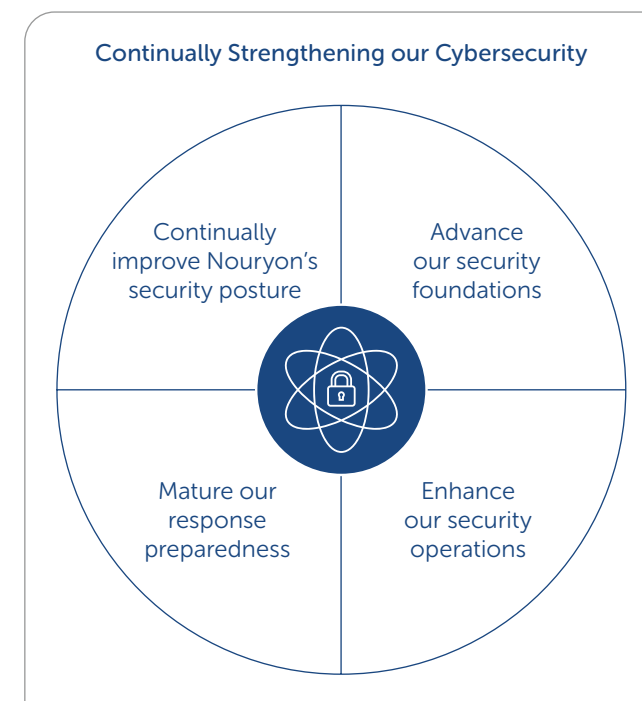 Continually Strengthening our Cybersecurity
Continually
improve Nouryon's
security posture
Advance
our security
foundations
Mature our
response
preparedness
Enhance
our security
operations